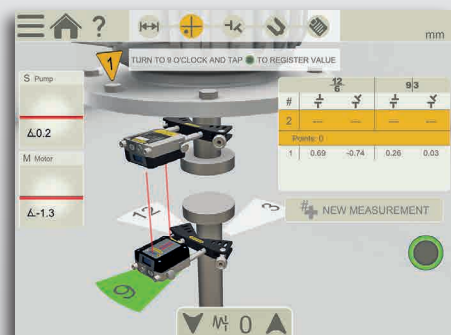 ?
mm
1
TURN TO 9 O'CLOCK AND TAP TO REGISTER VALUE
S Pump
∡0.2
M Motor
∡-1.3
12
6
9 3
#
2 — — — —
Points: 0
1 0.69 -0.74 0.26 0.03
# NEW MEASUREMENT
12
3
9
0